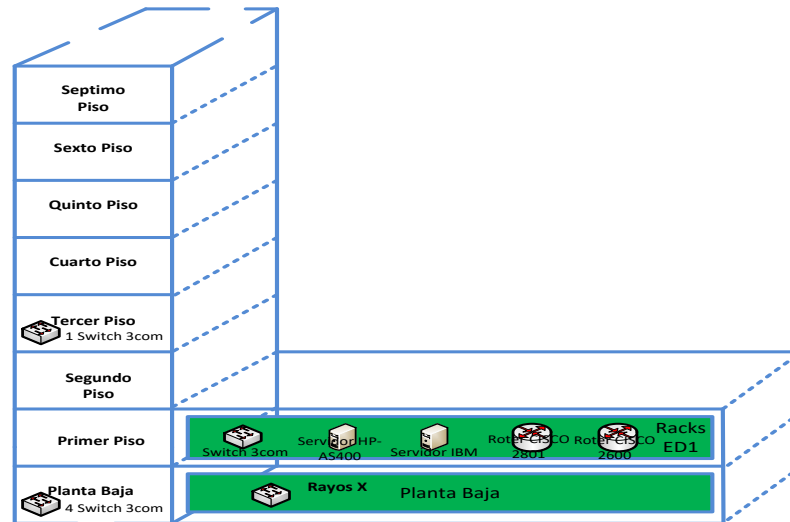 Septimo
Piso
Sexto Piso
Quinto Piso
Cuarto Piso
Tercer Piso
1 Switch 3com
Segundo
Piso
Primer Piso
Switch 3com
Servidor HP-
AS400
Servidor IBM
Roter CISCO
2801
Roter CISCO
2600
Racks
ED1
Planta Baja
4 Switch 3com
Rayos X
Planta Baja